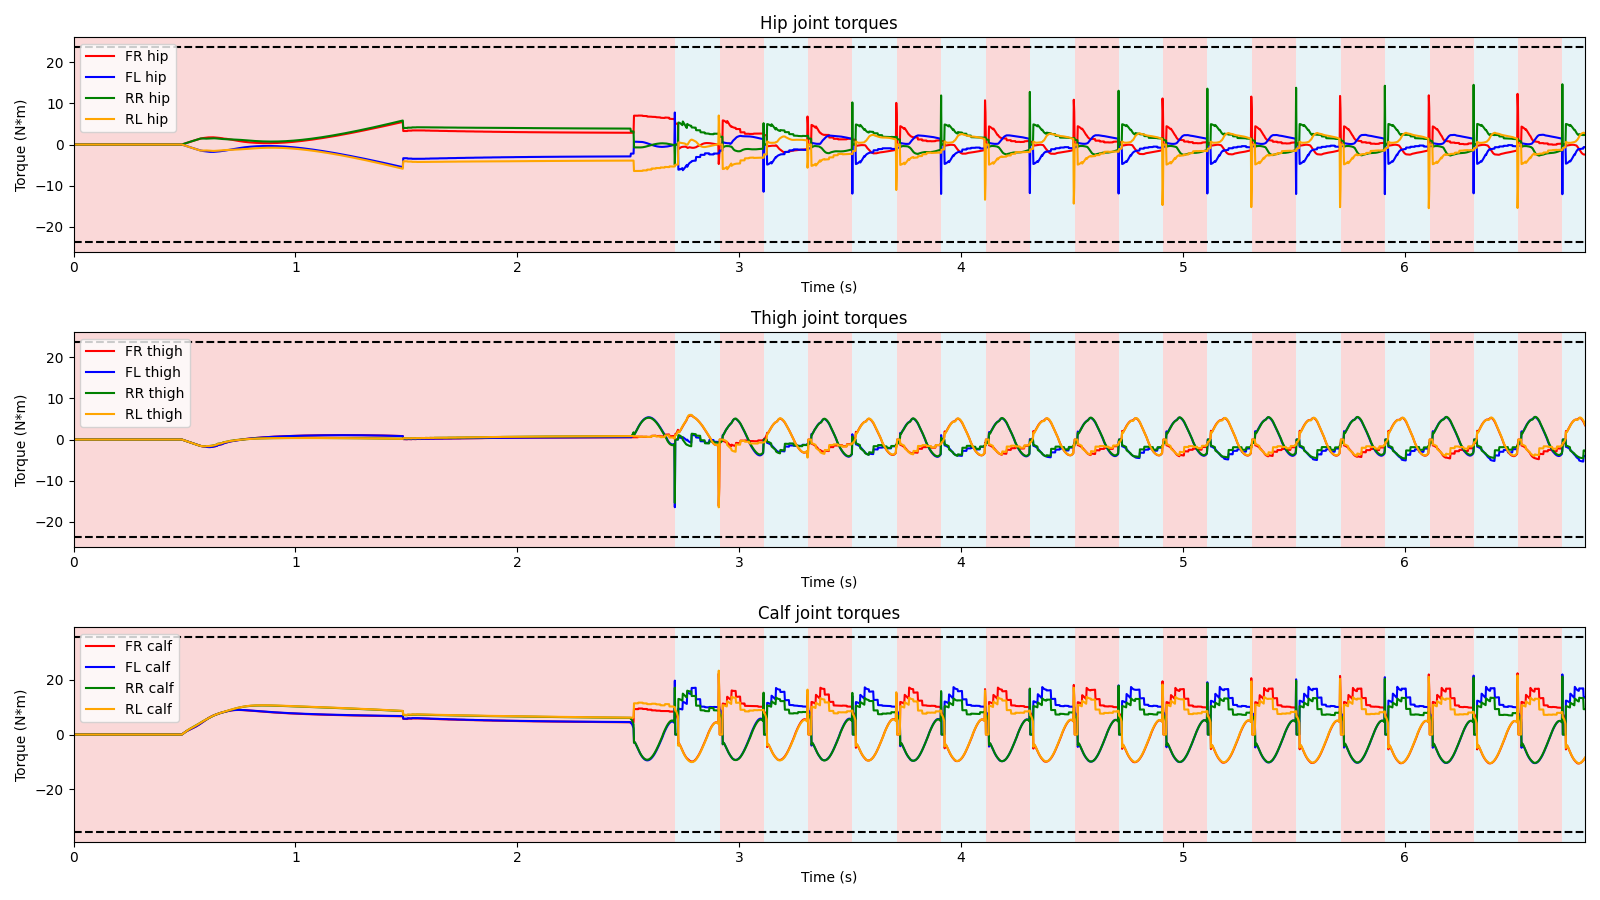 Hip joint torques
20
10
0
−10
−20
Torque (N*m)
FR hip
FL hip
RR hip
RL hip
0 1 2 3 4 5 6
Time (s)
Thigh joint torques
20
10
0
−10
−20
Torque (N*m)
FR thigh
FL thigh
RR thigh
RL thigh
0 1 2 3 4 5 6
Time (s)
Calf joint torques
20
0
−20
Torque (N*m)
FR calf
FL calf
RR calf
RL calf
0 1 2 3 4 5 6
Time (s)